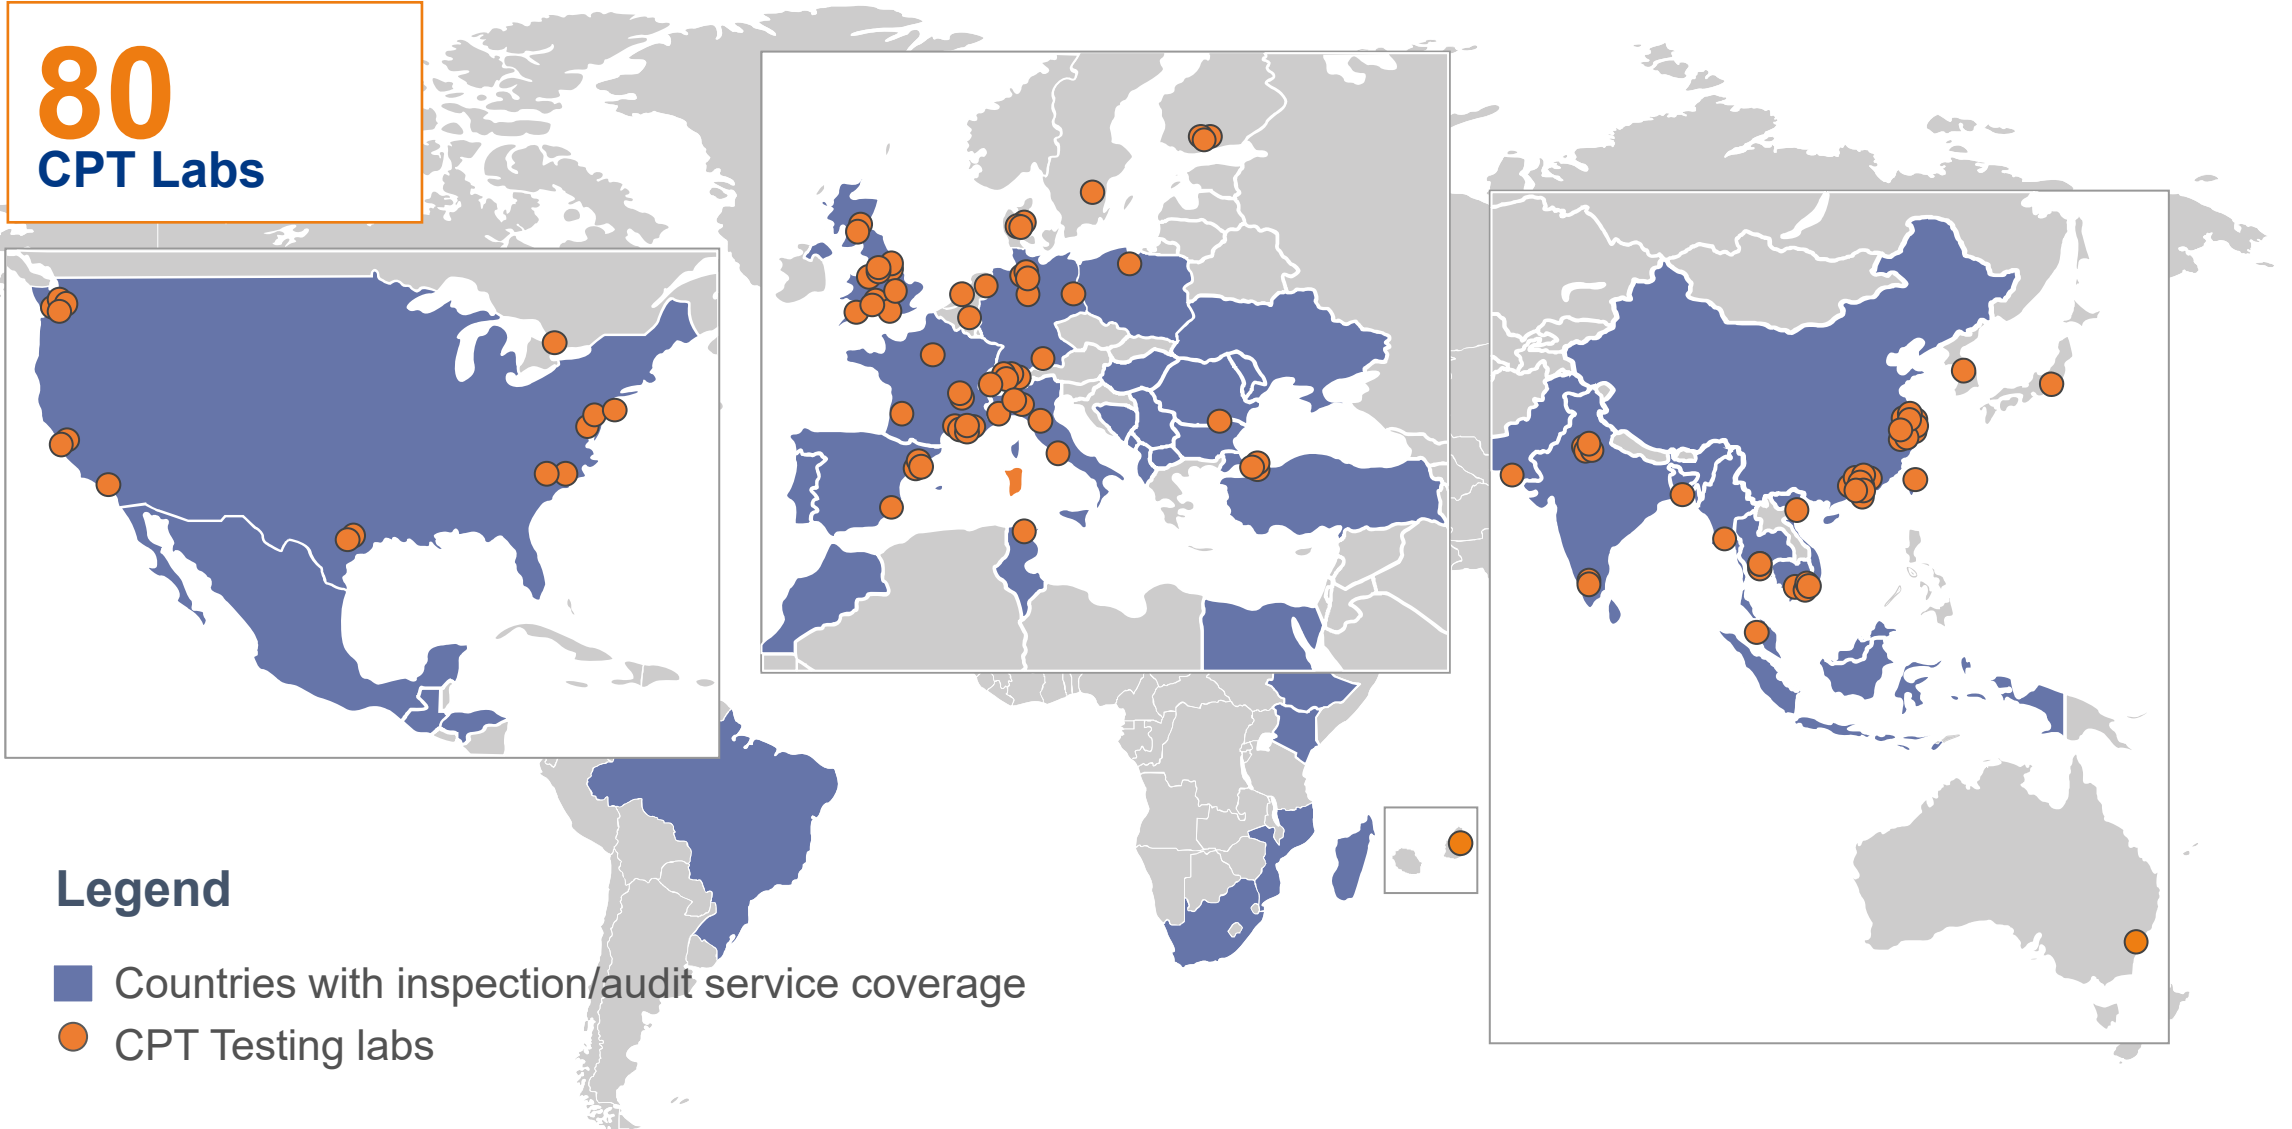 80
CPT Labs
Legend
Countries with inspection/audit service coverage
CPT Testing labs